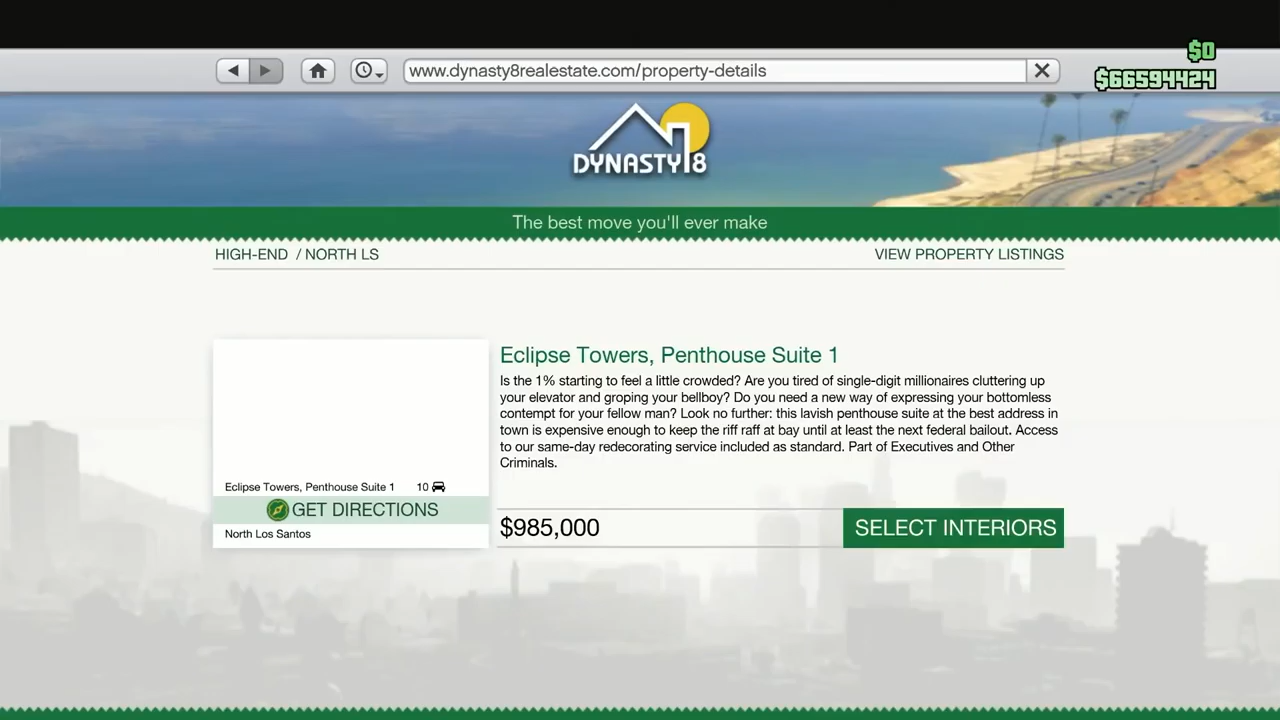 $0
www.dynasty8realestate.com/property-details
$66594424
DYNASTY 8
The best move you'll ever make
HIGH-END / NORTH LS
VIEW PROPERTY LISTINGS
Eclipse Towers, Penthouse Suite 1
Is the 1% starting to feel a little crowded? Are you tired of single-digit millionaires cluttering up
your elevator and groping your bellboy? Do you need a new way of expressing your bottomless
contempt for your fellow man? Look no further: this lavish penthouse suite at the best address in
town is expensive enough to keep the riff raff at bay until at least the next federal bailout. Access
to our same-day redecorating service included as standard. Part of Executives and Other
Criminals.
Eclipse Towers, Penthouse Suite 1 10
GET DIRECTIONS
North Los Santos
$985,000
SELECT INTERIORS